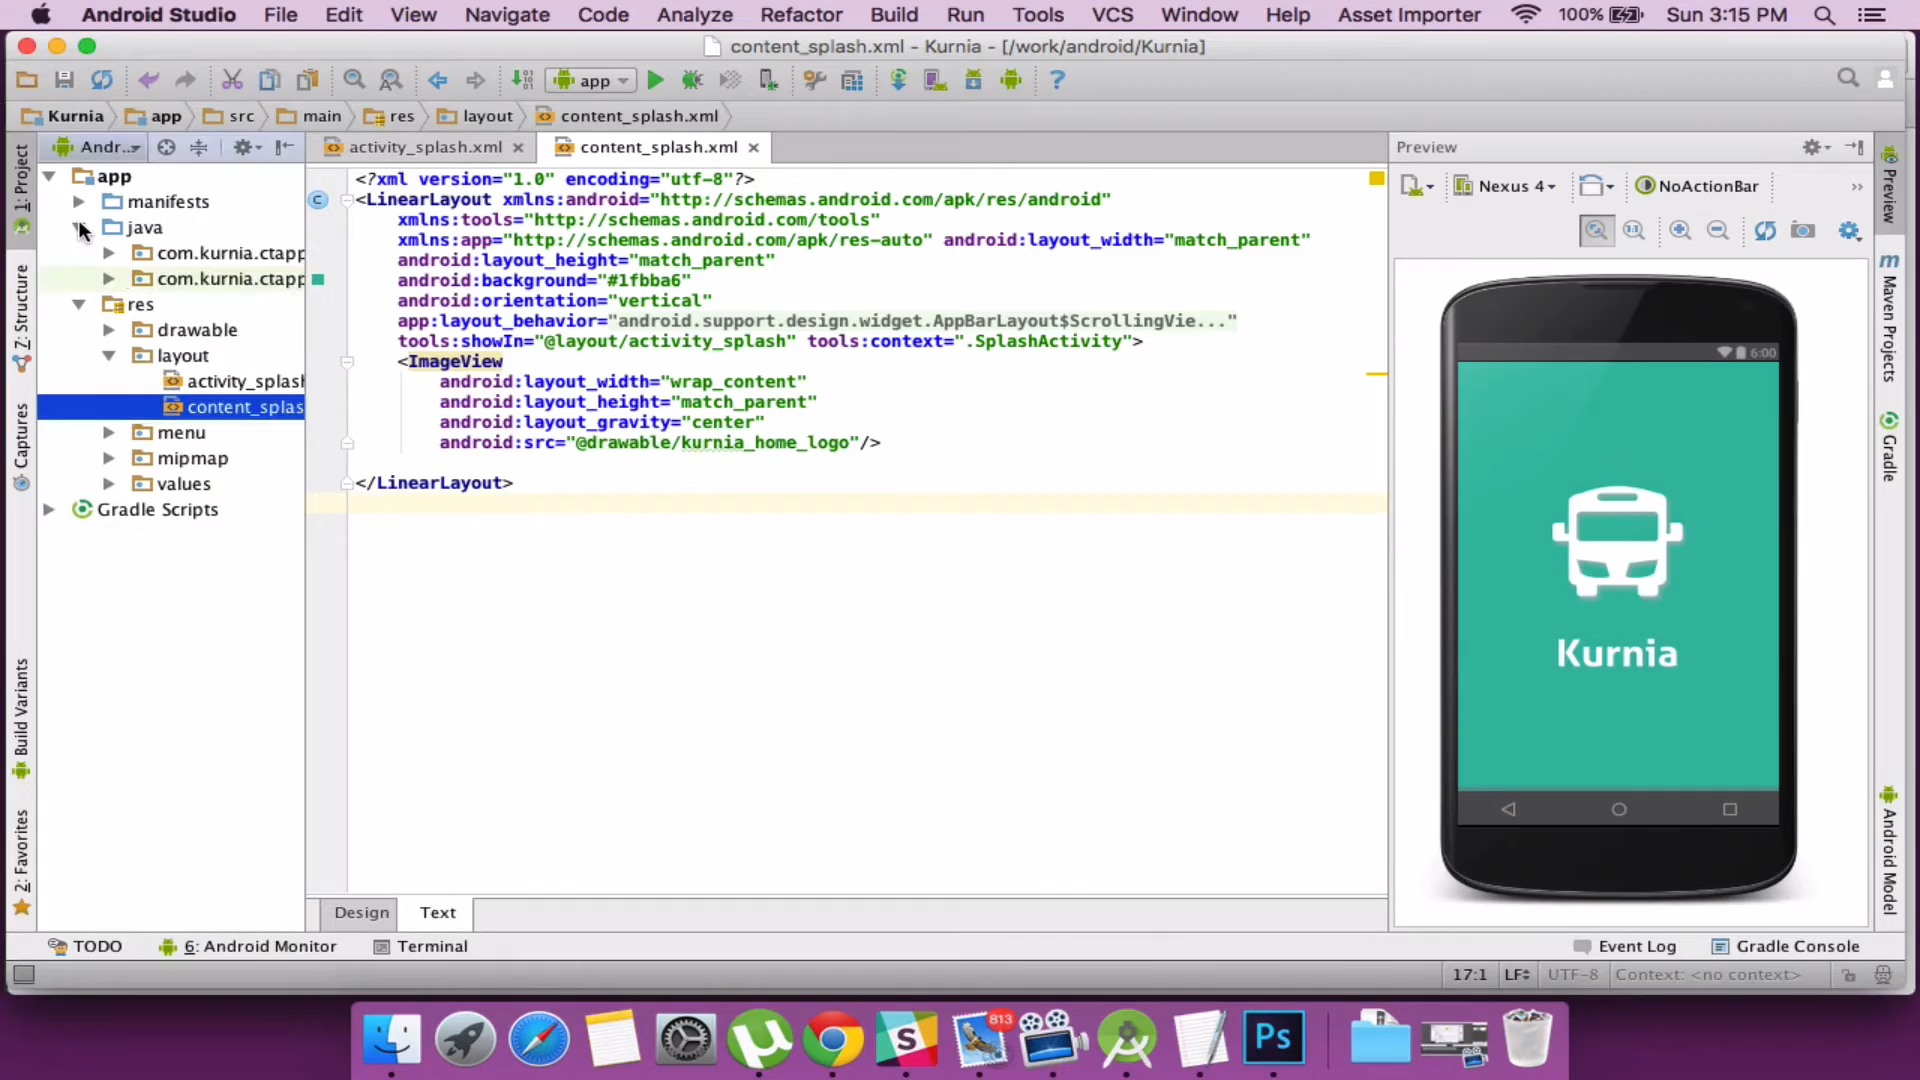 Android Studio File Edit View Navigate Code Analyze Refactor Build Run Tools VCS Window Help Asset Importer 100% Sun 3:15 PM
content_splash.xml - Kurnia - [/work/android/Kurnia]
app
Kurnia app src main res layout content_splash.xml
1: Project
7: Structure
Captures
Build Variants
2: Favorites
Andr...
app
manifests
java
com.kurnia.ctapp
com.kurnia.ctapp
res
drawable
layout
activity_splash
content_splas
menu
mipmap
values
Gradle Scripts
activity_splash.xml content_splash.xml
<?xml version="1.0" encoding="utf-8"?>
<LinearLayout xmlns:android="http://schemas.android.com/apk/res/android"
xmlns:tools="http://schemas.android.com/tools"
xmlns:app="http://schemas.android.com/apk/res-auto" android:layout_width="match_parent"
android:layout_height="match_parent"
android:background="#1fbba6"
android:orientation="vertical"
app:layout_behavior="android.support.design.widget.AppBarLayout$ScrollingVie..."
tools:showIn="@layout/activity_splash" tools:context=".SplashActivity">
<ImageView
android:layout_width="wrap_content"
android:layout_height="match_parent"
android:layout_gravity="center"
android:src="@drawable/kurnia_home_logo"/>
</LinearLayout>
Design Text
Preview
Nexus 4 NoActionBar
1:1
6:00
Kurnia
Preview
Maven Projects
Gradle
Android Model
TODO 6: Android Monitor Terminal Event Log Gradle Console
17:1 LF UTF-8 Context: <no context>
813
Ps